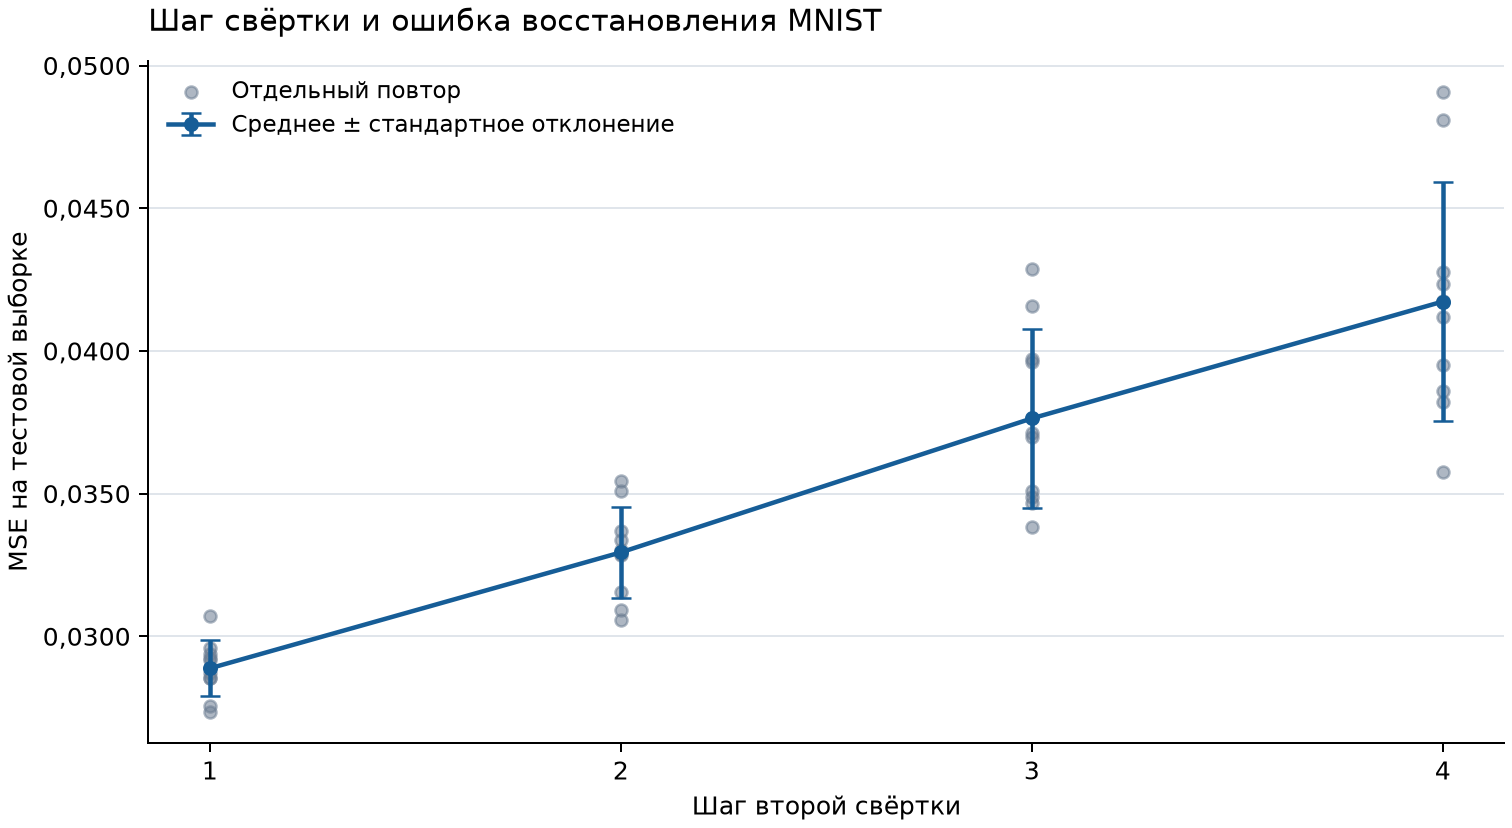 Шаг свёртки и ошибка восстановления MNIST
Отдельный повтор
Среднее ± стандартное отклонение
MSE на тестовой выборке
0,0500
0,0450
0,0400
0,0350
0,0300
1 2 3 4
Шаг второй свёртки